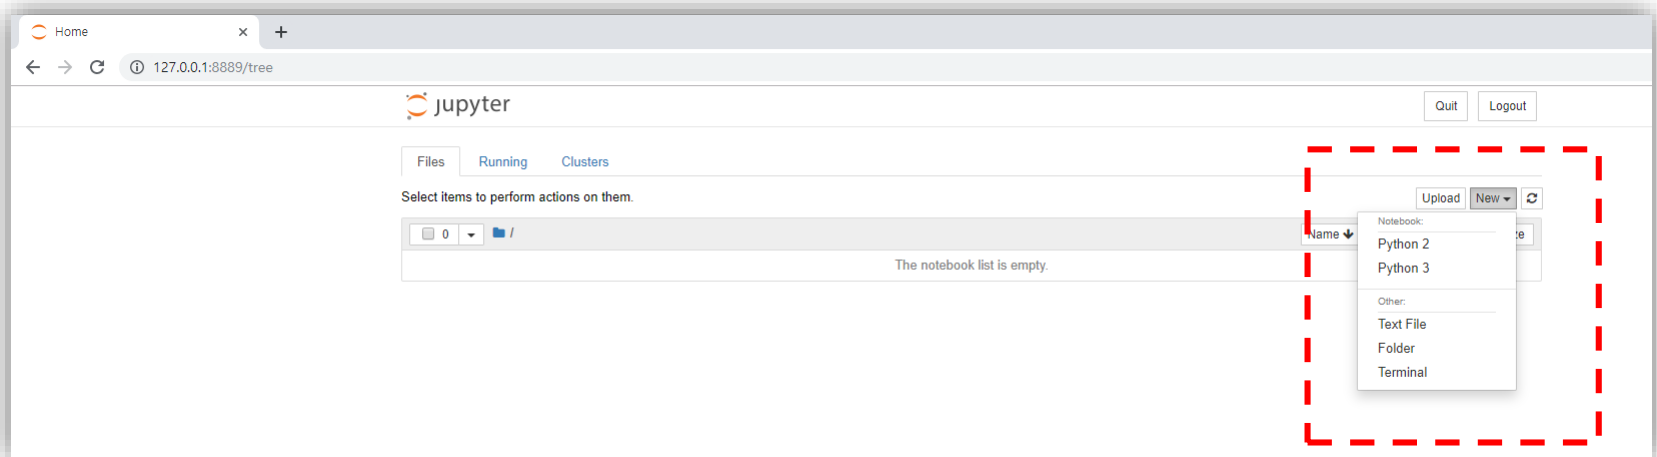 Home
127.0.0.1:8889/tree
jupyter
Quit Logout
Files Running Clusters
Select items to perform actions on them.
Upload New
Notebook:
0 / Name
Python 2
Python 3
The notebook list is empty.
Other:
Text File
Folder
Terminal